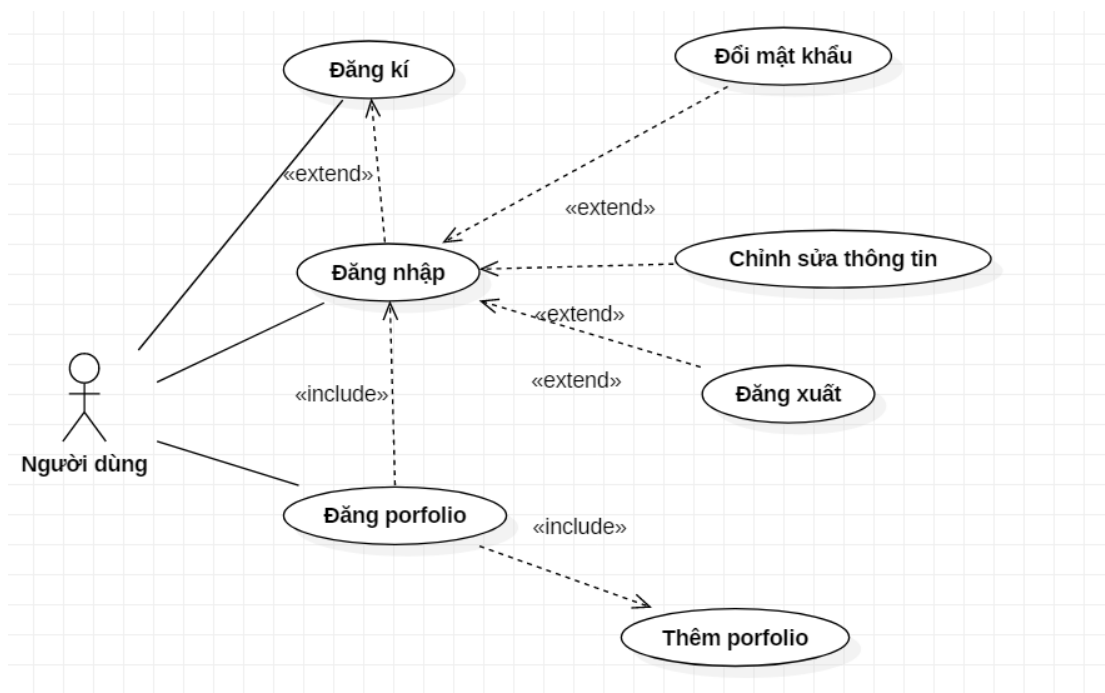 Đăng kí
Đổi mật khẩu
«extend»
«extend»
Chỉnh sửa thông tin
Đăng nhập
«extend»
«extend»
Đăng xuất
«include»
Người dùng
Đăng porfolio
«include»
Thêm porfolio